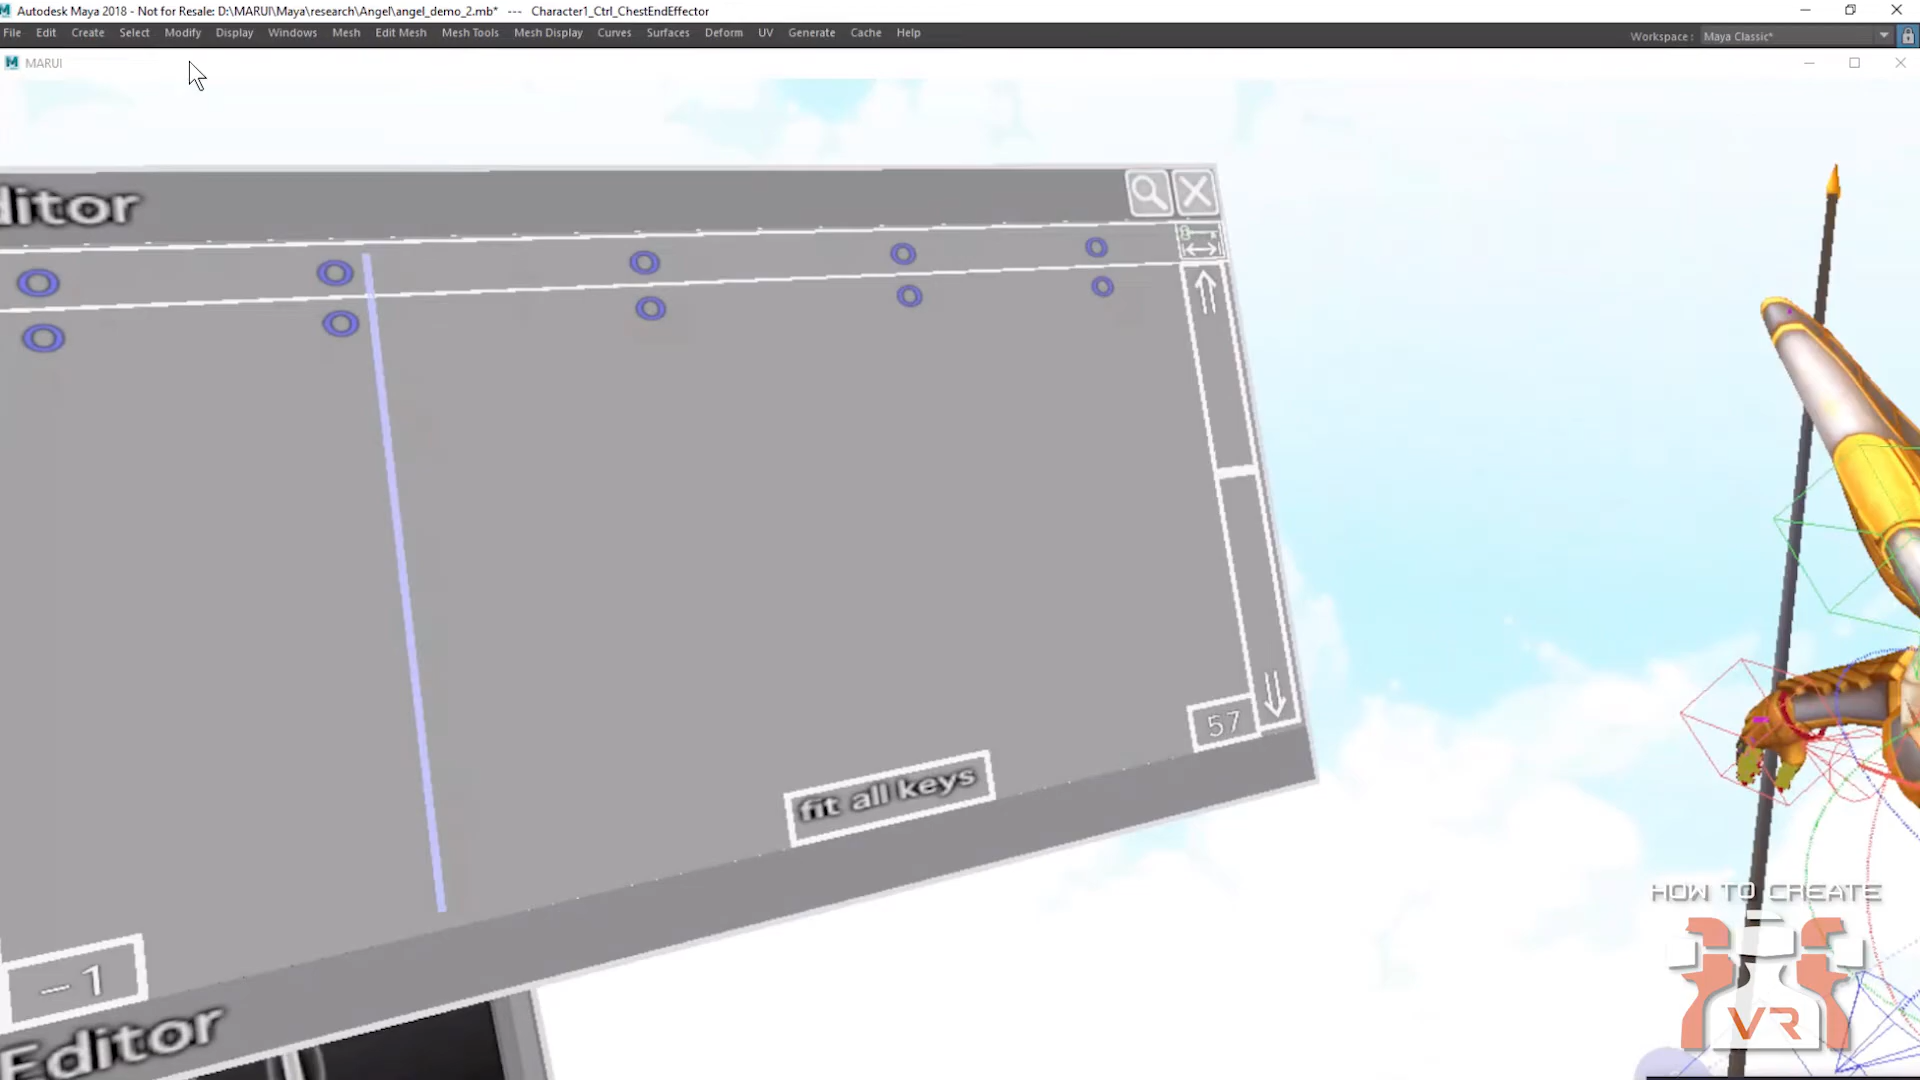 Autodesk Maya 2018 - Not for Resale: D:\MARUI\Maya\research\Angel\angel_demo_2.mb* --- Character1_Ctrl_ChestEndEffector
File Edit Create Select Modify Display Windows Mesh Edit Mesh Mesh Tools Mesh Display Curves Surfaces Deform UV Generate Cache Help Workspace: Maya Classic*
MARUI
ditor
57
fit all keys
HOW TO CREATE
VR
-1
Editor